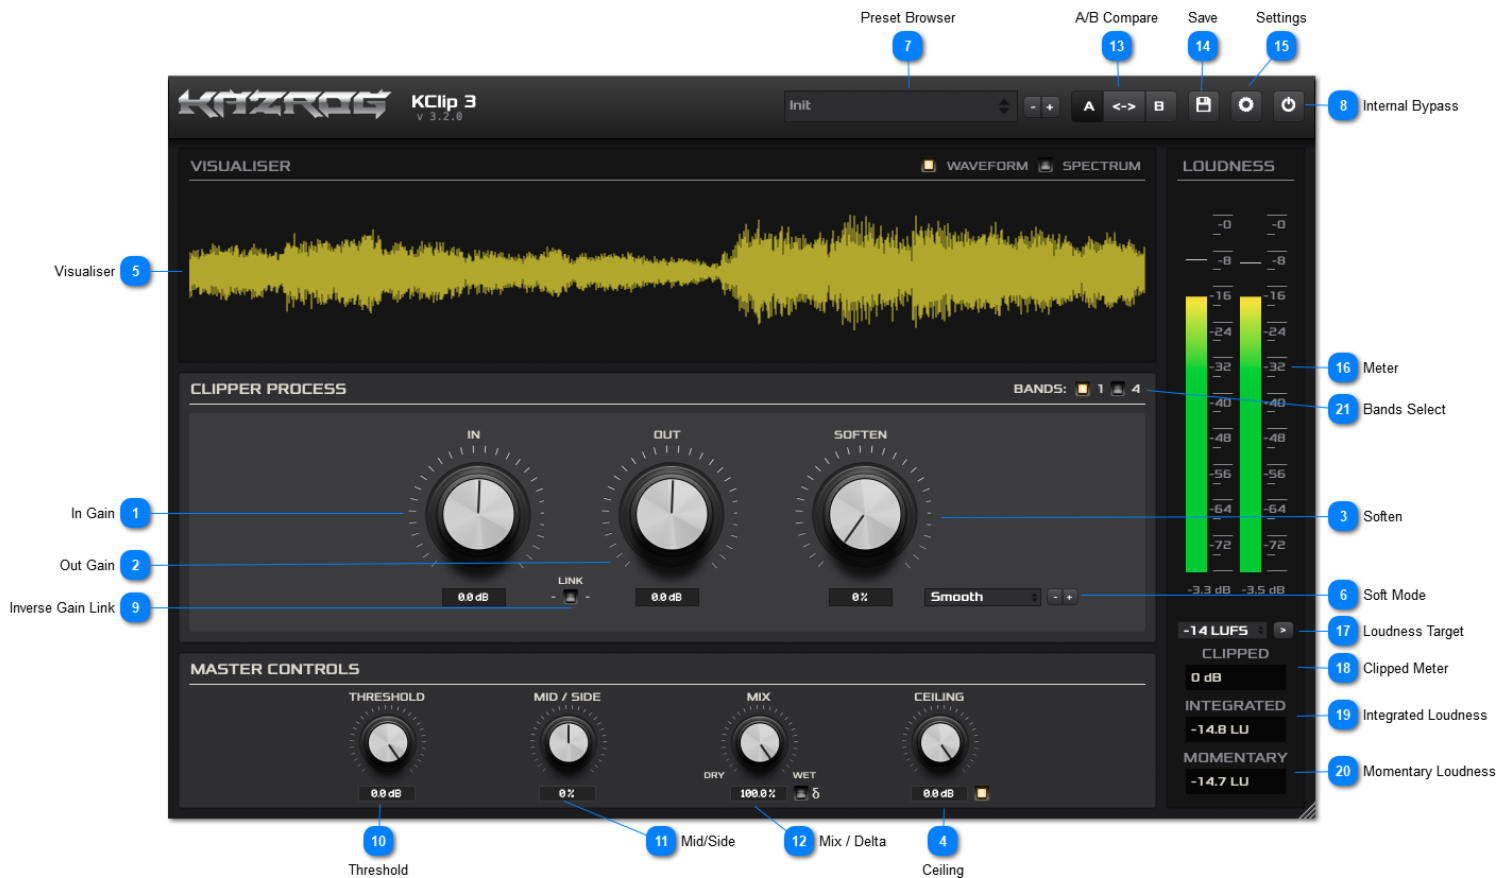 Preset Browser
A/B Compare
Save
Settings
7
13
14
15
KAZROG
KClip 3
v 3.2.0
Init
- +
A <-> B
8 Internal Bypass
VISUALISER
WAVEFORM SPECTRUM
LOUDNESS
-0 -0
-8 -8
Visualiser 5
-16 -16
-24 -24
-32 -32
16 Meter
CLIPPER PROCESS
BANDS: 1 4
-40 -40
21 Bands Select
IN
OUT
SOFTEN
-48 -48
-56 -56
In Gain 1
-64 -64
3 Soften
-72 -72
Out Gain 2
LINK
0.0 dB
- -
0.0 dB
0 %
Smooth
- +
-3.3 dB -3.5 dB
6 Soft Mode
Inverse Gain Link 9
-14 LUFS >
17 Loudness Target
CLIPPED
0 dB
18 Clipped Meter
MASTER CONTROLS
THRESHOLD
MID / SIDE
MIX
CEILING
INTEGRATED
-14.8 LU
19 Integrated Loudness
MOMENTARY
-14.7 LU
20 Momentary Loudness
DRY WET
0.0 dB
0 %
100.0 % δ
0.0 dB
10
11 Mid/Side
12 Mix / Delta
4
Threshold
Ceiling